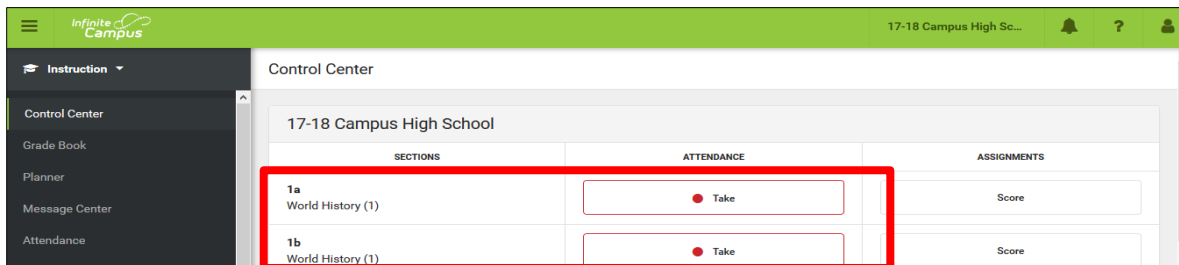 Infinite
Campus
17-18 Campus High Sc...
?
Instruction
Control Center
Control Center
Grade Book
Planner
Message Center
Attendance
17-18 Campus High School
SECTIONS ATTENDANCE ASSIGNMENTS
1a
World History (1)
Take
Score
1b
World History (1)
Take
Score